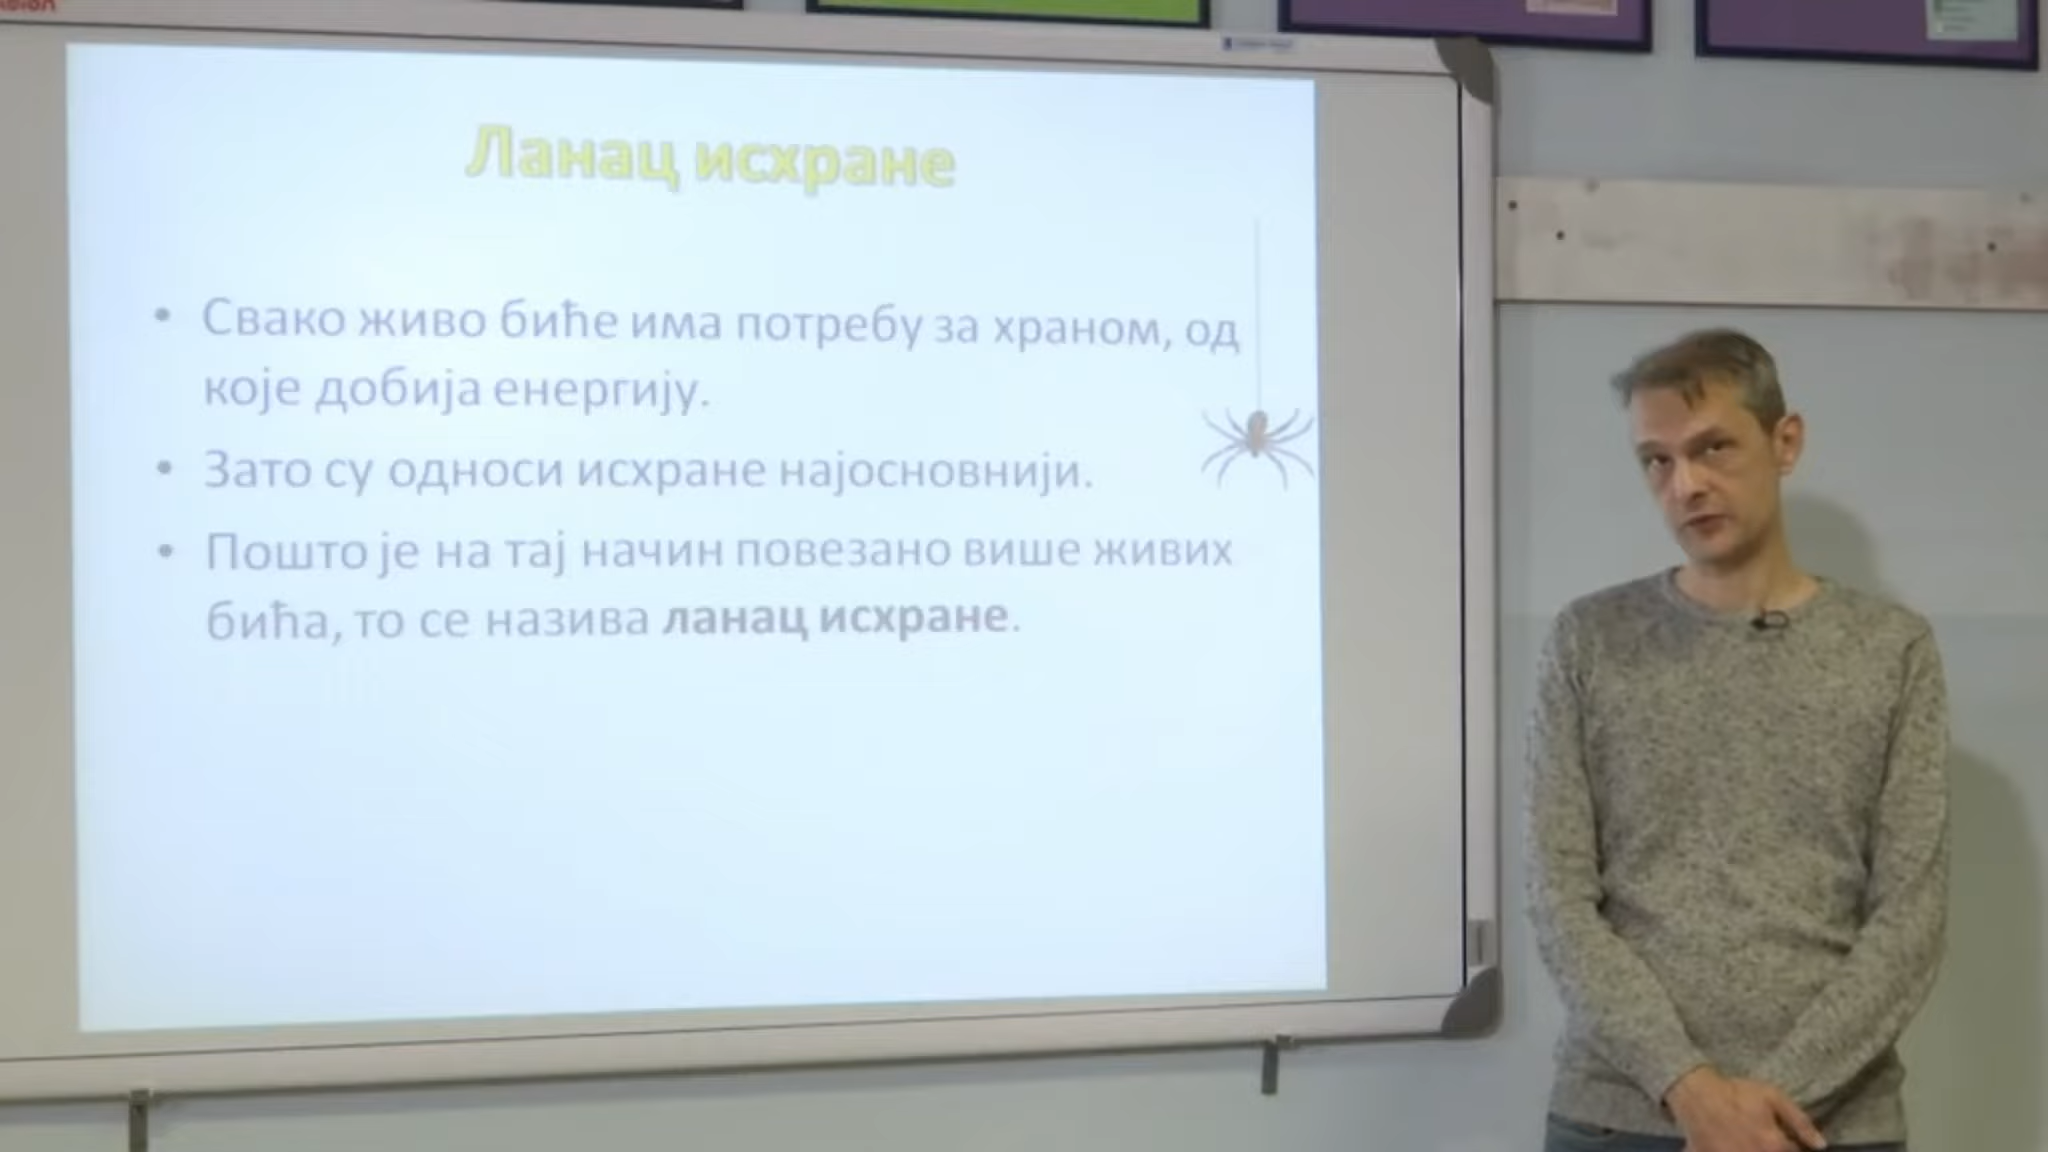 Ланац исхране
• Свако живо биће има потребу за храном, од
које добија енергију.
• Зато су односи исхране најосновнији.
• Пошто је на тај начин повезано више живих
бића, то се назива ланац исхране.